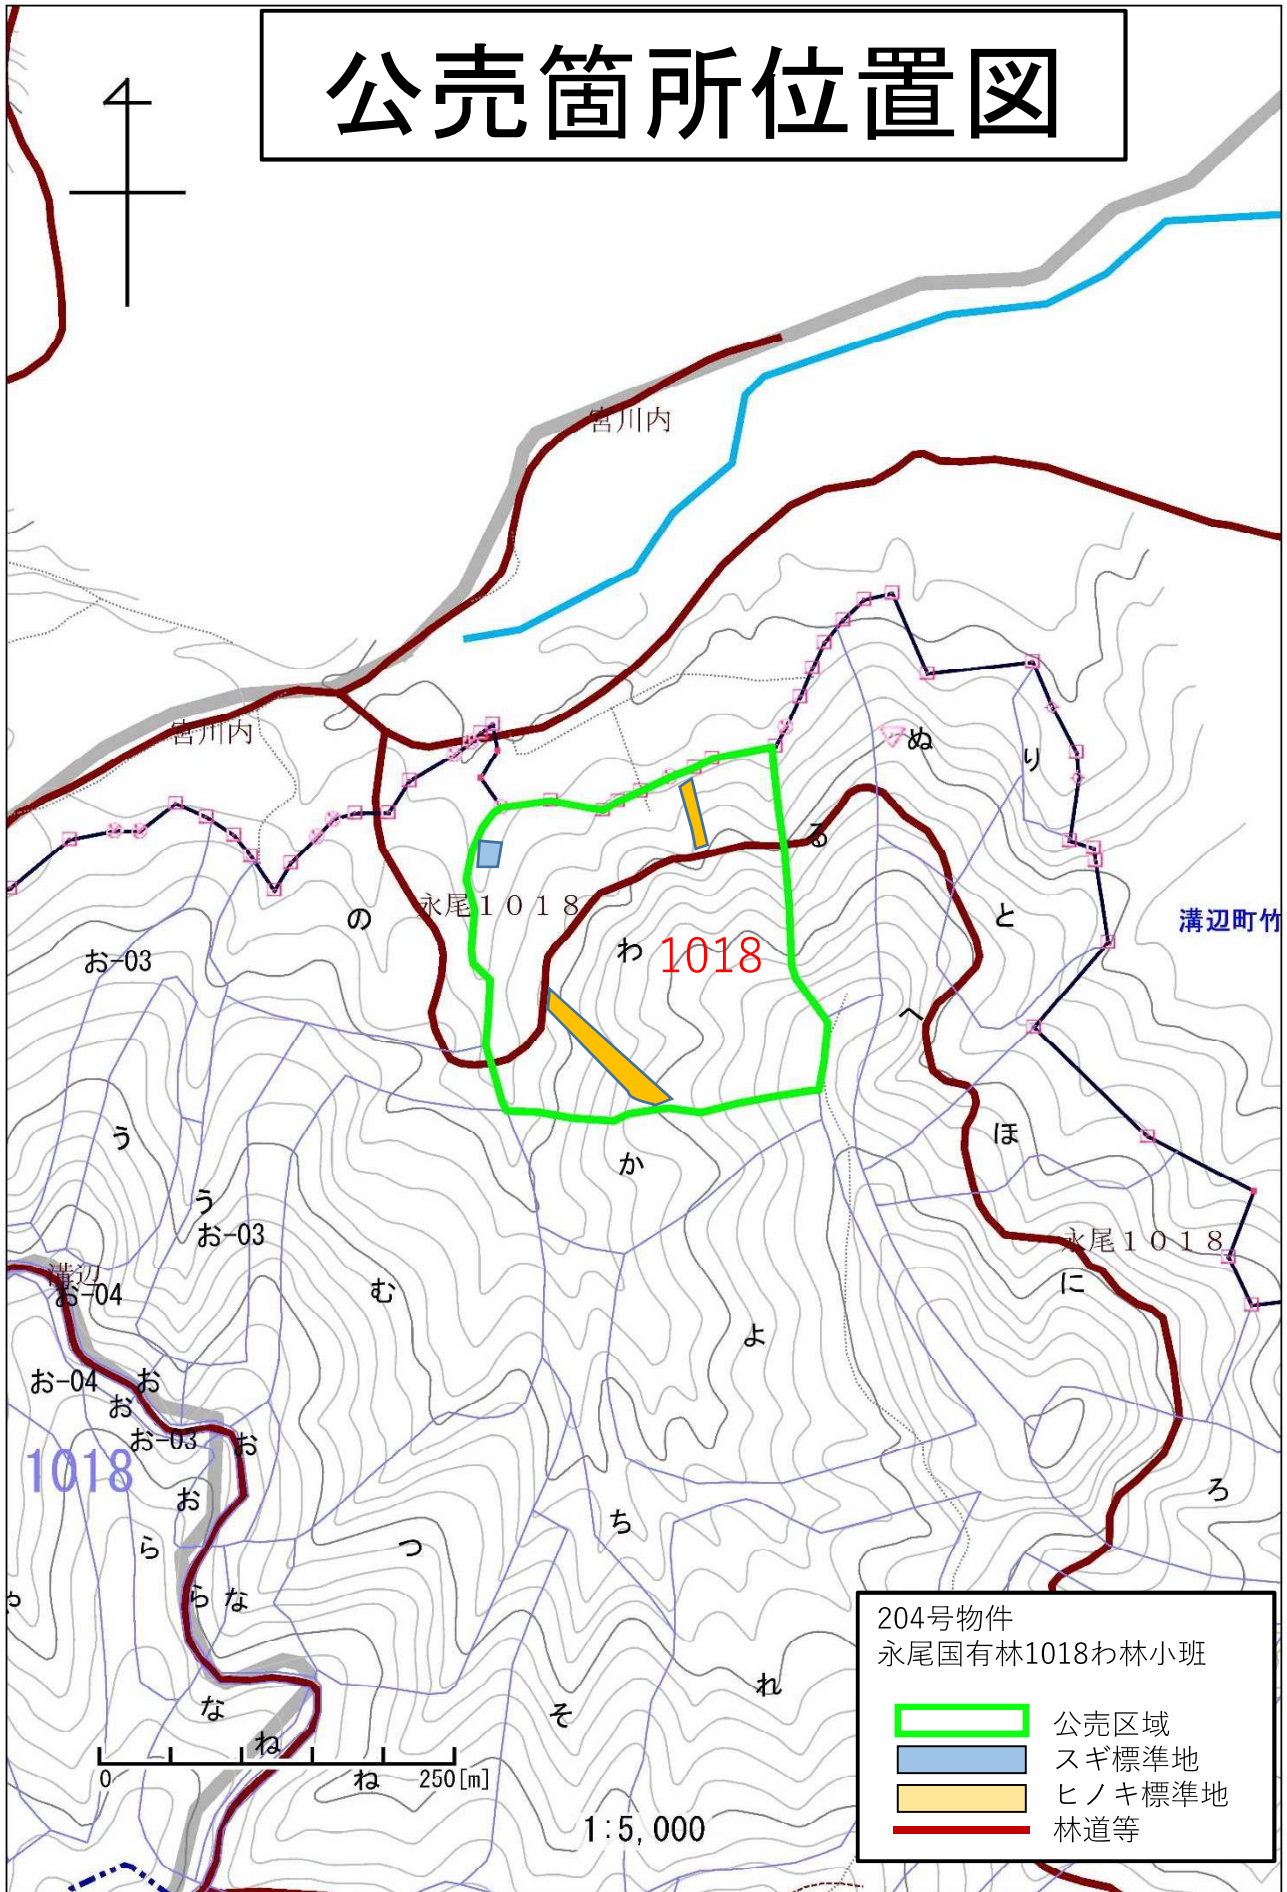 公売箇所位置図
宮川内
宮川内
ぬ
り
る
永尾1018
の
と
溝辺町竹
わ
1018
お-03
へ
う
ほ
か
う
お-03
永尾1018
溝辺
お-04
む
に
よ
お-04
お
お
お-03
お
1018
お
ろ
ち
ら
つ
や
ら
な
204号物件
永尾国有林1018わ林小班
れ
な
そ
公売区域
ね
スギ標準地
0
ね
250[m]
ヒノキ標準地
1:5,000
林道等